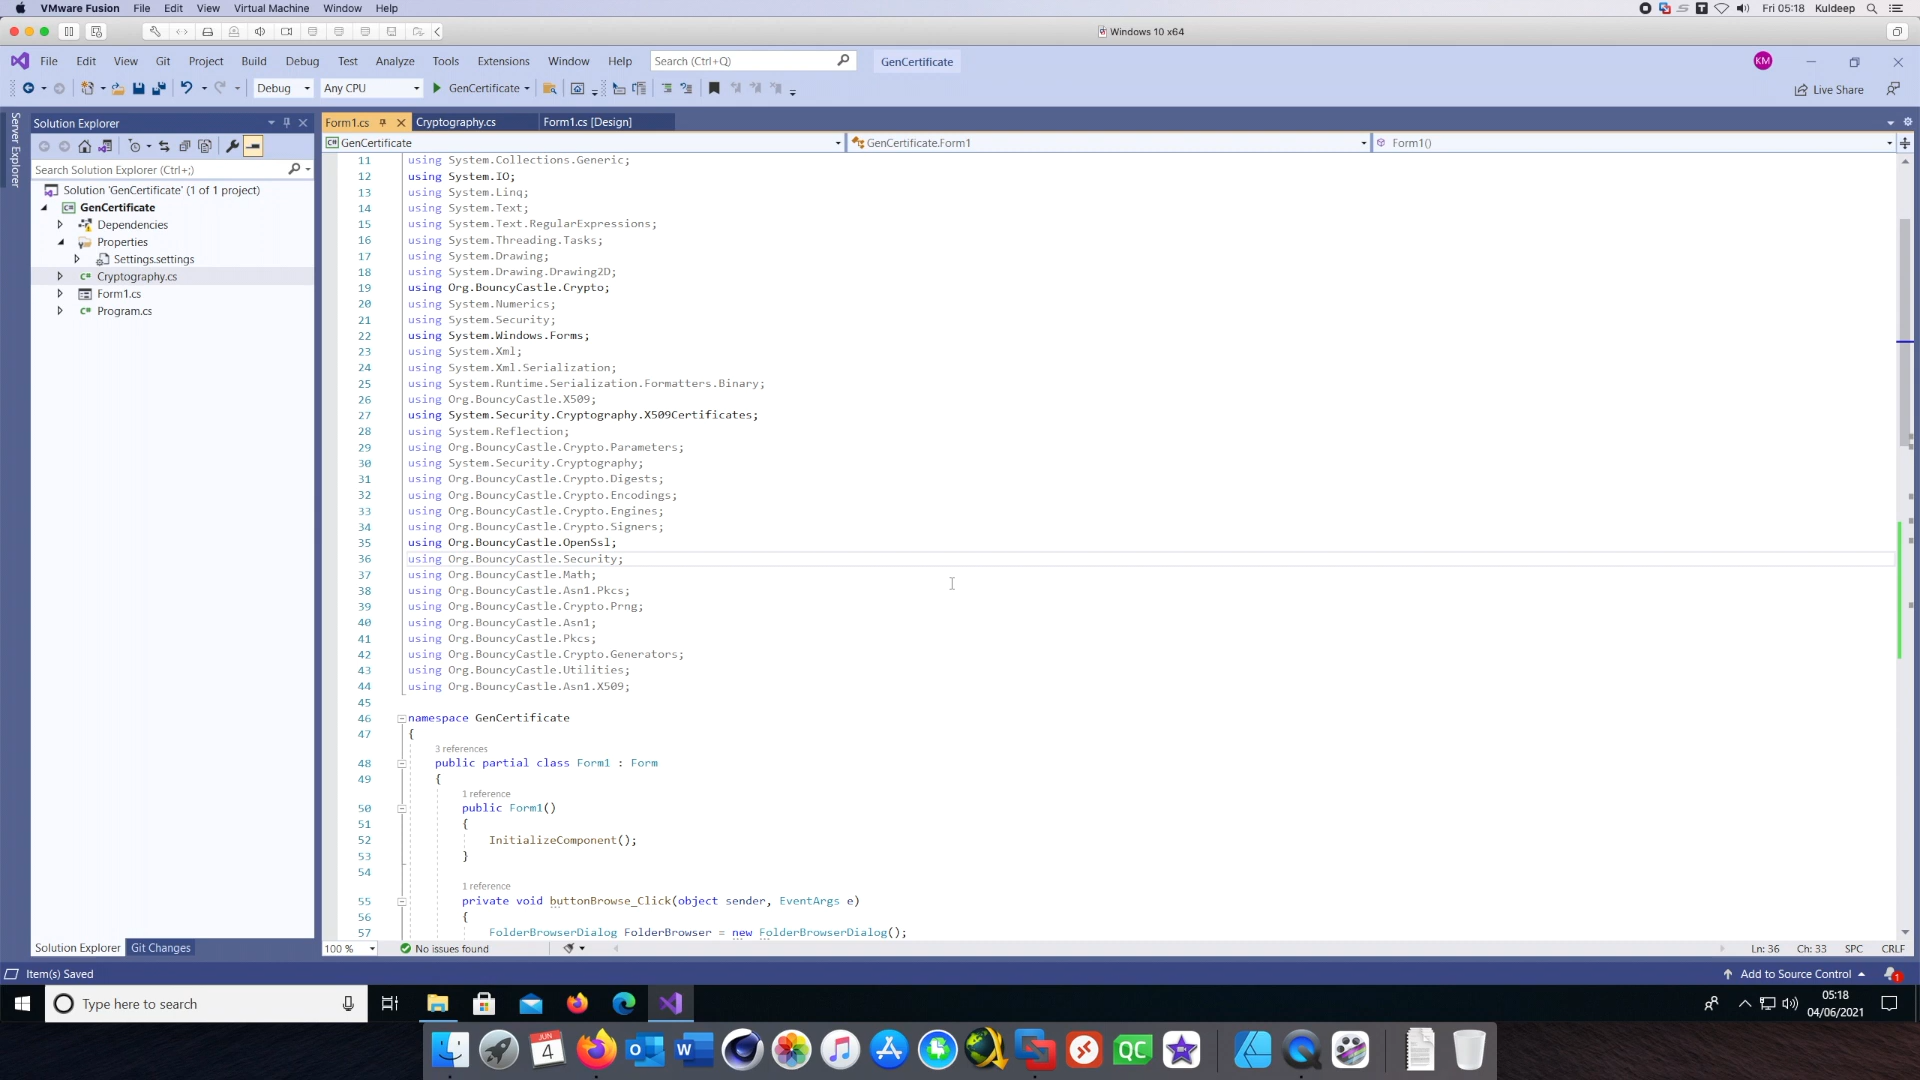 VMware Fusion File Edit View Virtual Machine Window Help
T
Fri 05:18 Kuldeep
Windows 10 x64
File Edit View Git Project Build Debug Test Analyze Tools Extensions Window Help
Search (Ctrl+Q)
GenCertificate
KM
Debug
Any CPU
GenCertificate
Live Share
Server Explorer
Solution Explorer
Search Solution Explorer (Ctrl+;)
Solution 'GenCertificate' (1 of 1 project)
C# GenCertificate
Dependencies
Properties
Settings.settings
C# Cryptography.cs
Form1.cs
C# Program.cs
Solution Explorer Git Changes
Form1.cs Cryptography.cs Form1.cs [Design]
C# GenCertificate GenCertificate.Form1 Form1()
11 using System.Collections.Generic;
12 using System.IO;
13 using System.Linq;
14 using System.Text;
15 using System.Text.RegularExpressions;
16 using System.Threading.Tasks;
17 using System.Drawing;
18 using System.Drawing.Drawing2D;
19 using Org.BouncyCastle.Crypto;
20 using System.Numerics;
21 using System.Security;
22 using System.Windows.Forms;
23 using System.Xml;
24 using System.Xml.Serialization;
25 using System.Runtime.Serialization.Formatters.Binary;
26 using Org.BouncyCastle.X509;
27 using System.Security.Cryptography.X509Certificates;
28 using System.Reflection;
29 using Org.BouncyCastle.Crypto.Parameters;
30 using System.Security.Cryptography;
31 using Org.BouncyCastle.Crypto.Digests;
32 using Org.BouncyCastle.Crypto.Encodings;
33 using Org.BouncyCastle.Crypto.Engines;
34 using Org.BouncyCastle.Crypto.Signers;
35 using Org.BouncyCastle.OpenSsl;
36 using Org.BouncyCastle.Security;
37 using Org.BouncyCastle.Math;
38 using Org.BouncyCastle.Asn1.Pkcs;
39 using Org.BouncyCastle.Crypto.Prng;
40 using Org.BouncyCastle.Asn1;
41 using Org.BouncyCastle.Pkcs;
42 using Org.BouncyCastle.Crypto.Generators;
43 using Org.BouncyCastle.Utilities;
44 using Org.BouncyCastle.Asn1.X509;
45
46 namespace GenCertificate
47 {
3 references
48 public partial class Form1 : Form
49 {
1 reference
50 public Form1()
51 {
52 InitializeComponent();
53 }
54
1 reference
55 private void buttonBrowse_Click(object sender, EventArgs e)
56 {
57 FolderBrowserDialog FolderBrowser = new FolderBrowserDialog();
100 % No issues found
Ln: 36 Ch: 33 SPC CRLF
Item(s) Saved
Add to Source Control
1
Type here to search
05:18
04/06/2021
JUN
4
O
W
QC